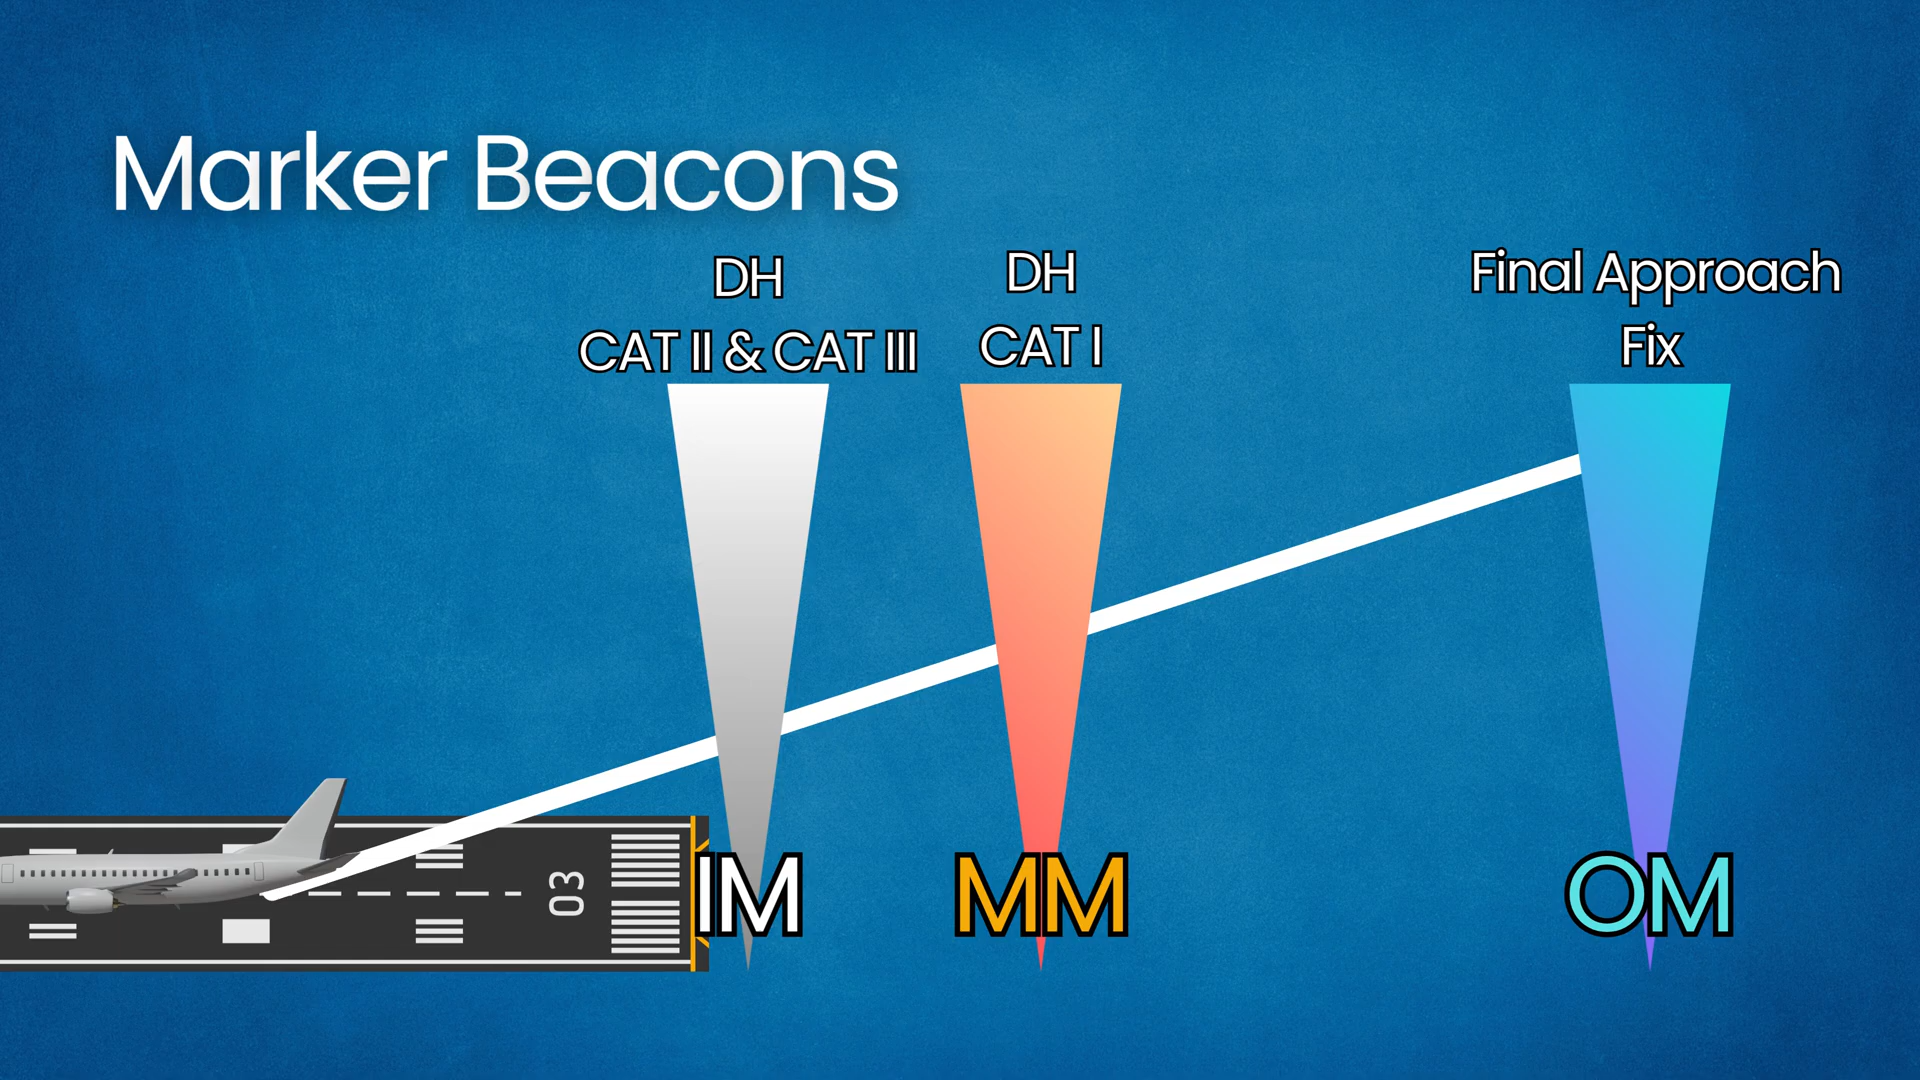 Marker Beacons
DH
CAT II & CAT III
DH
CAT I
Final Approach
Fix
03
IM
MM
OM